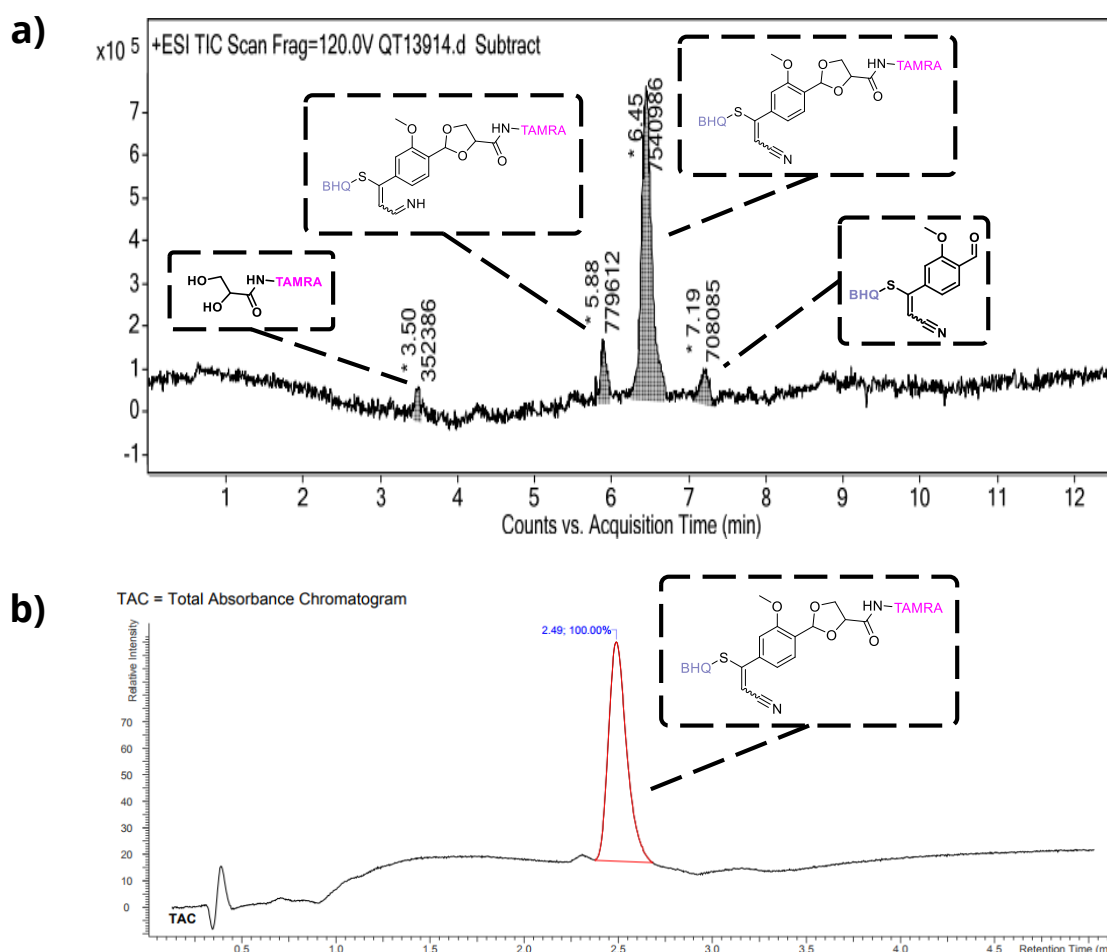 a)
x10 5
+ESI TIC Scan Frag=120.0V QT13914.d Subtract
7
6
5
4
3
2
1
0
-1
O
O
O
HN-TAMRA
O
BHQ
S
NH
O
O
O
HN-TAMRA
O
BHQ
S
N
HO
HO
HN-TAMRA
O
O
O
BHQ
S
N
* 3.50
352386
* 5.88
779612
* 6.45
7540986
* 7.19
708085
1 2 3 4 5 6 7 8 9 10 11 12
Counts vs. Acquisition Time (min)
b)
TAC = Total Absorbance Chromatogram
Relative Intensity
2.49; 100.00%
O
O
O
HN-TAMRA
O
BHQ
S
N
70
60
50
40
30
20
10
0
TAC
0.5 1.0 1.5 2.0 2.5 3.0 3.5 4.0 4.5 Retention Time (m